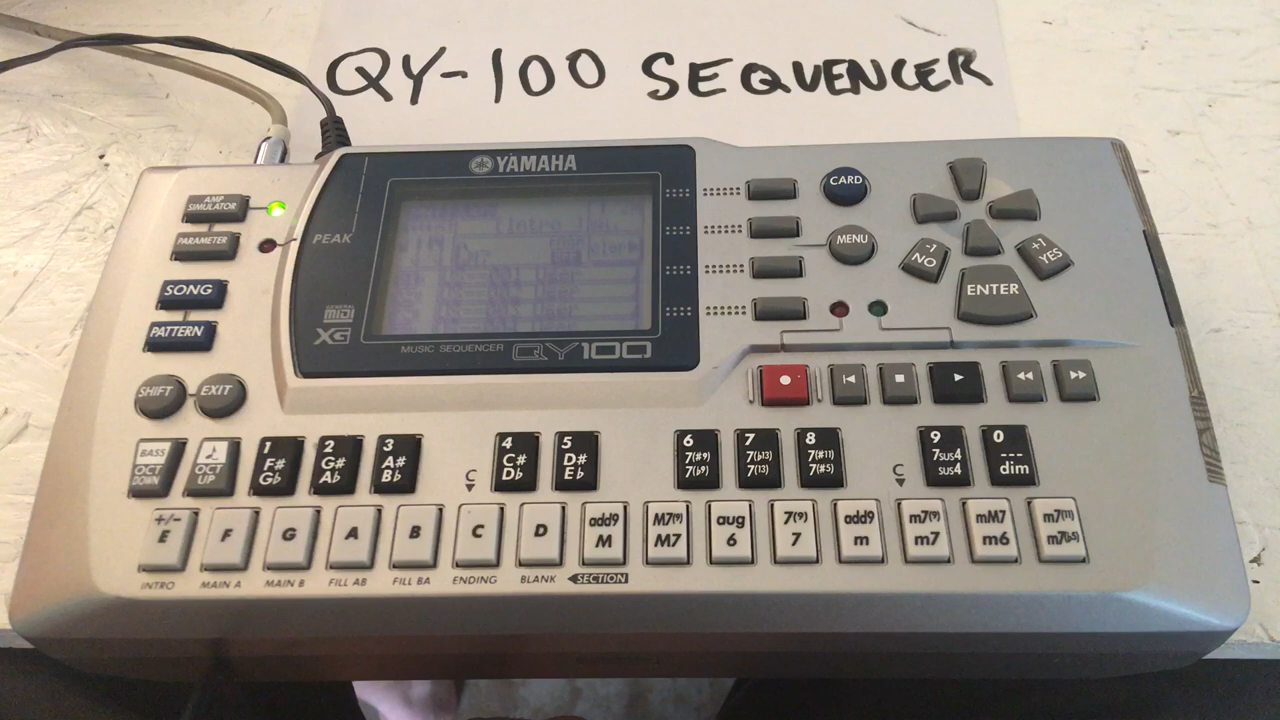 QY-100 SEQUENCER
YAMAHA
AMP SIMULATOR
PARAMETER
PEAK
SONG
PATTERN
GENERAL MIDI
XG
MUSIC SEQUENCER QY100
Intro
CARD
MENU
-1 NO
+1 YES
ENTER
SHIFT EXIT
BASS OCT DOWN
OCT UP
1 F# G♭
2 G# A♭
3 A# B♭
C
4 C# D♭
5 D# E♭
6 7(#9) 7(♭9)
7 7(♭13) 7(13)
8 7(#11) 7(#5)
C
9 7sus4 sus4
0 --- dim
+/- E
F
G
A
B
C
D
add9 M
M7(9) M7
aug 6
7(9) 7
add9 m
m7(9) m7
mM7 m6
m7(11) m7(♭5)
INTRO MAIN A MAIN B FILL AB FILL BA ENDING BLANK SECTION